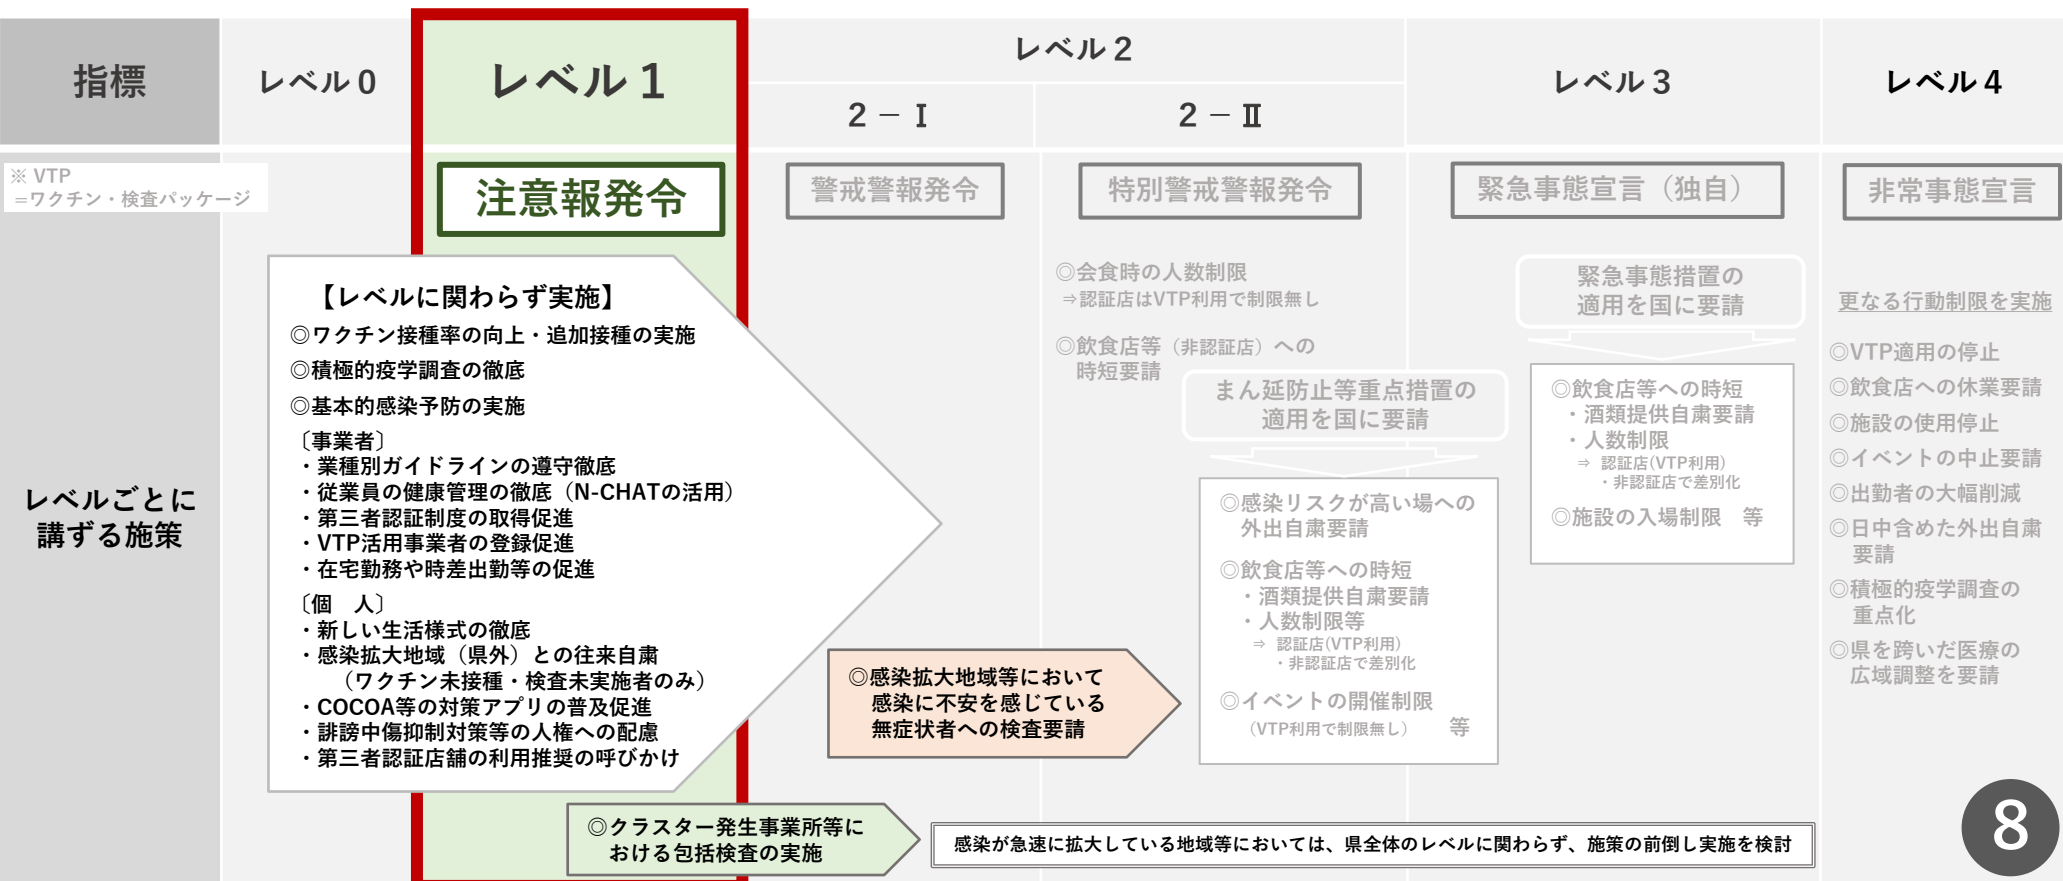 指標
レベル0
レベル1
レベル2
2－Ⅰ
2－Ⅱ
レベル3
レベル4
※ VTP
＝ワクチン・検査パッケージ
注意報発令
警戒警報発令
特別警戒警報発令
緊急事態宣言（独自）
非常事態宣言
レベルごとに
講ずる施策
【レベルに関わらず実施】
◎ワクチン接種率の向上・追加接種の実施
◎積極的疫学調査の徹底
◎基本的感染予防の実施
〔事業者〕
・業種別ガイドラインの遵守徹底
・従業員の健康管理の徹底（N-CHATの活用）
・第三者認証制度の取得促進
・VTP活用事業者の登録促進
・在宅勤務や時差出勤等の促進
〔個　人〕
・新しい生活様式の徹底
・感染拡大地域（県外）との往来自粛
（ワクチン未接種・検査未実施者のみ）
・COCOA等の対策アプリの普及促進
・誹謗中傷抑制対策等の人権への配慮
・第三者認証店舗の利用推奨の呼びかけ
◎クラスター発生事業所等に
おける包括検査の実施
◎感染拡大地域等において
感染に不安を感じている
無症状者への検査要請
◎会食時の人数制限
⇒認証店はVTP利用で制限無し
◎飲食店等（非認証店）への
時短要請
まん延防止等重点措置の
適用を国に要請
◎感染リスクが高い場への
外出自粛要請
◎飲食店等への時短
・酒類提供自粛要請
・人数制限等
⇒ 認証店(VTP利用)
・非認証店で差別化
◎イベントの開催制限
（VTP利用で制限無し）　等
緊急事態措置の
適用を国に要請
◎飲食店等への時短
・酒類提供自粛要請
・人数制限
⇒ 認証店(VTP利用)
・非認証店で差別化
◎施設の入場制限　等
更なる行動制限を実施
◎VTP適用の停止
◎飲食店への休業要請
◎施設の使用停止
◎イベントの中止要請
◎出勤者の大幅削減
◎日中含めた外出自粛
要請
◎積極的疫学調査の
重点化
◎県を跨いだ医療の
広域調整を要請
感染が急速に拡大している地域等においては、県全体のレベルに関わらず、施策の前倒し実施を検討
8